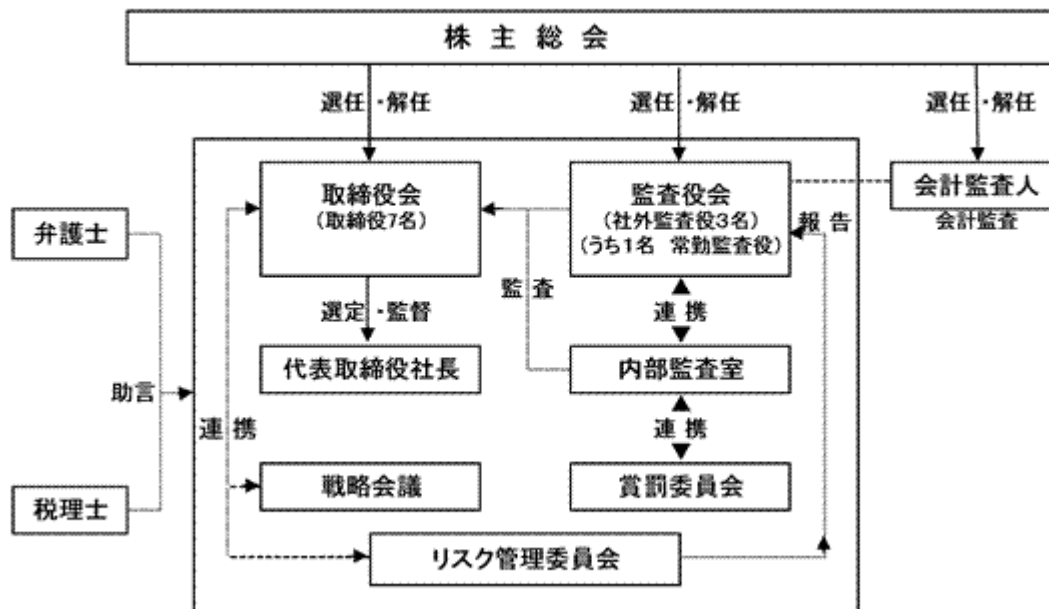 株主総会
選任・解任
選任・解任
選任・解任
取締役会
(取締役7名)
監査役会
(社外監査役3名)
(うち1名 常勤監査役)
会計監査人
会計監査
報告
弁護士
監査
選定・監督
連携
代表取締役社長
内部監査室
助言
連携
連携
戦略会議
賞罰委員会
税理士
リスク管理委員会